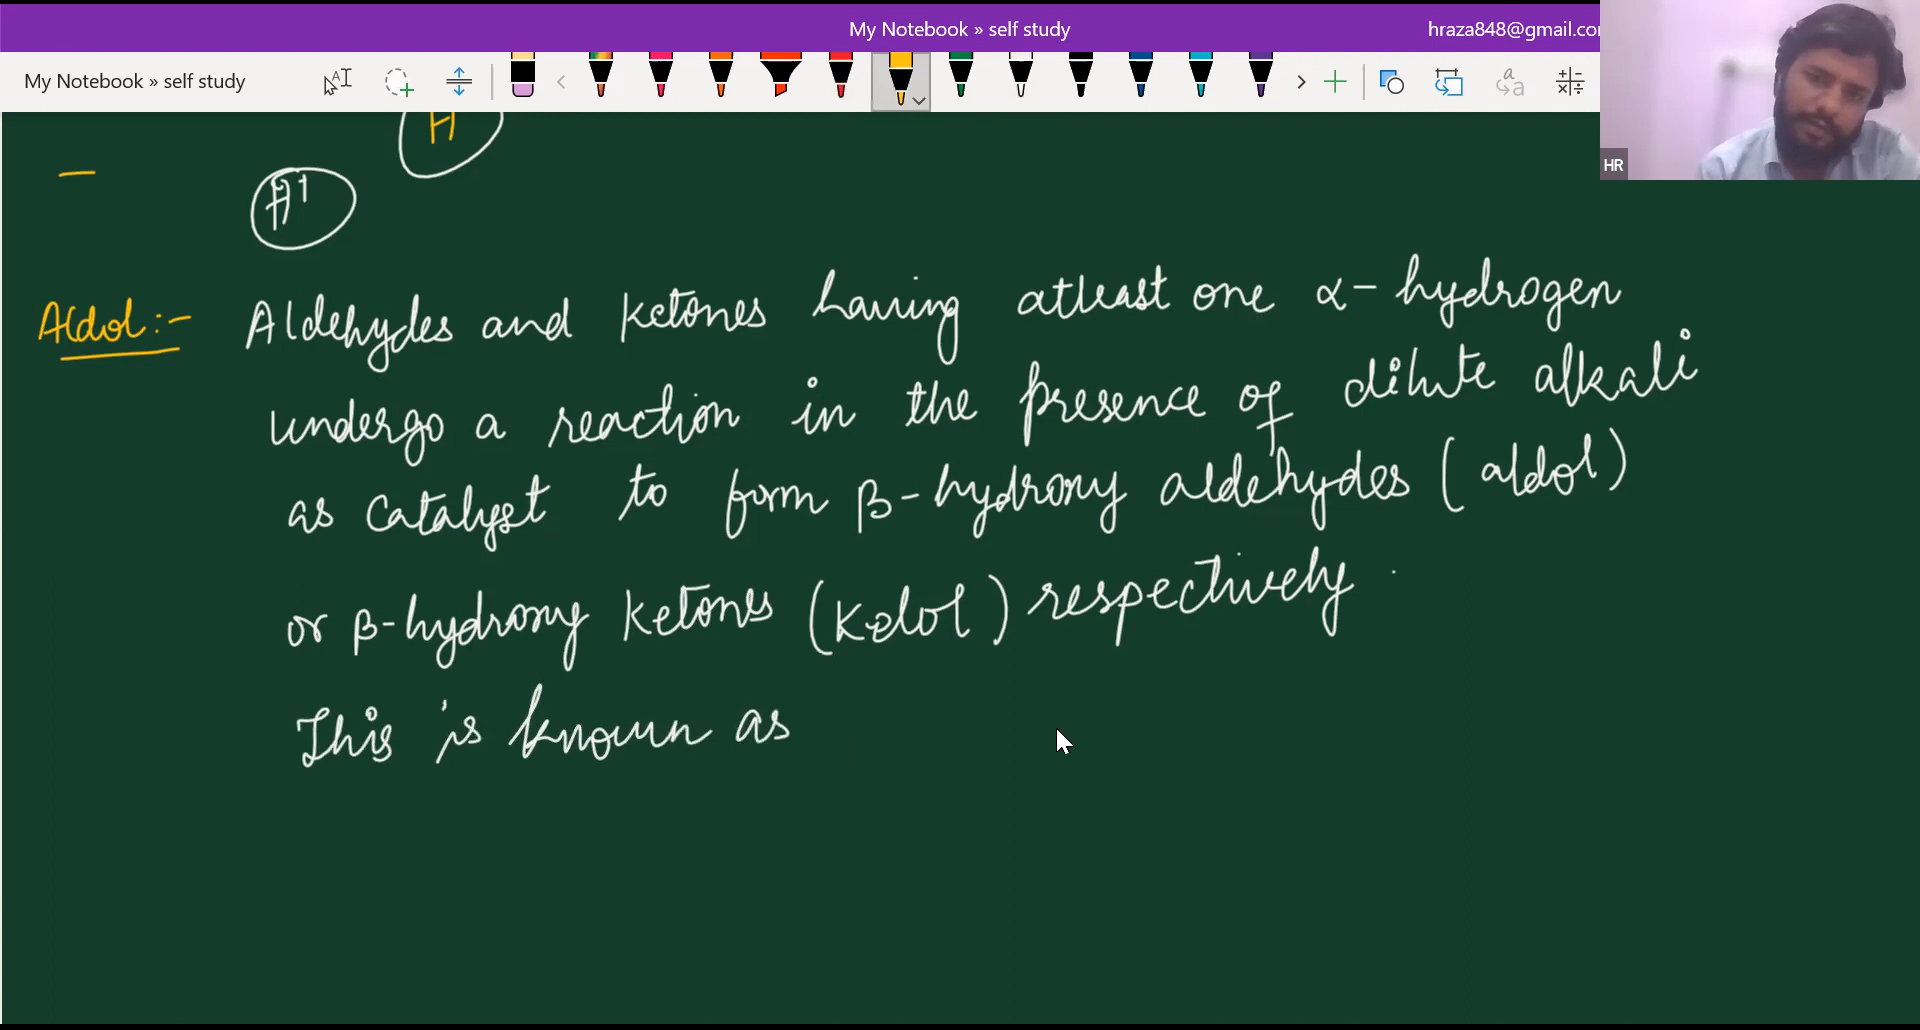 My Notebook » self study
hraza848@gmail.co
My Notebook » self study
HR
H
Aldol:- Aldehydes and ketones having atleast one α-hydrogen
undergo a reaction in the presence of dilute alkali
as catalyst to form β-hydroxy aldehydes (aldol)
or β-hydroxy ketones (ketol) respectively.
This is known as